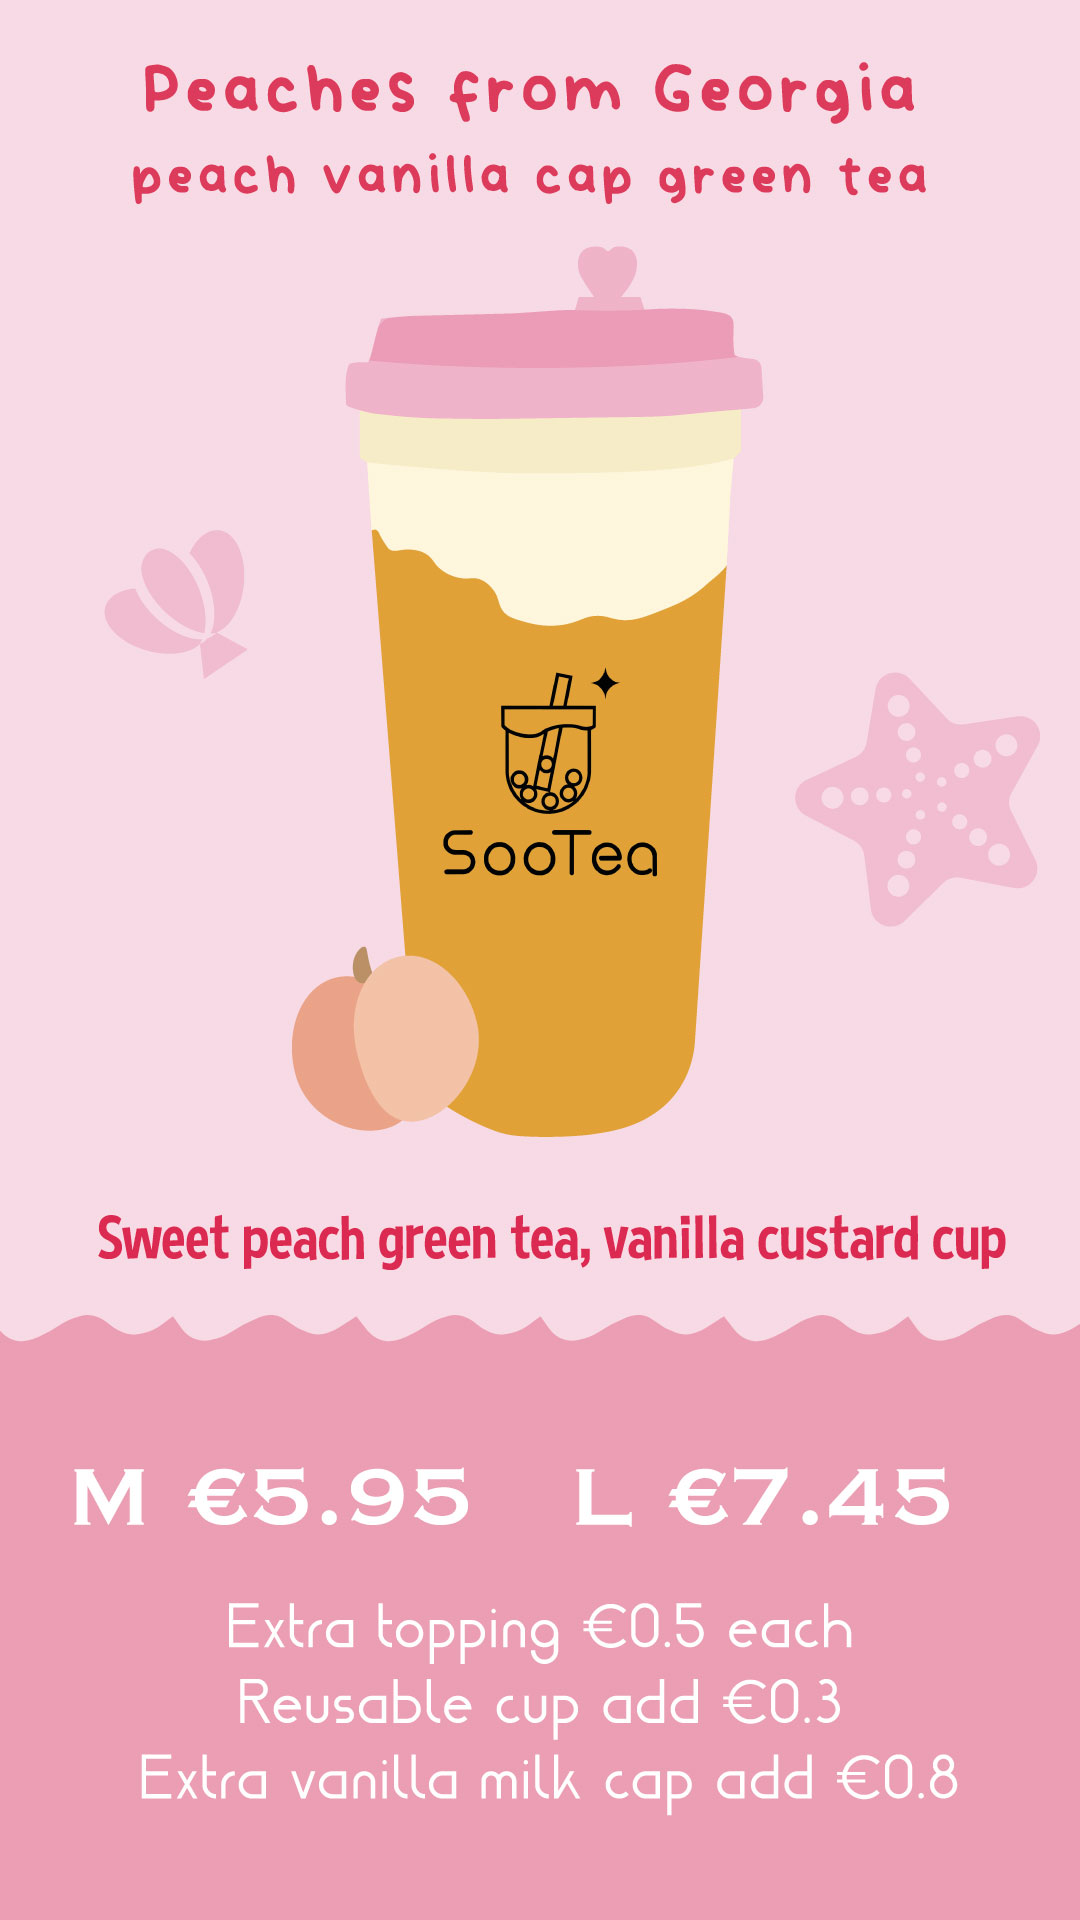 Peaches from Georgia
peach vanilla cap green tea
SooTea
Sweet peach green tea, vanilla custard cup
M €5.95 L €7.45
Extra topping €0.5 each
Reusable cup add €0.3
Extra vanilla milk cap add €0.8